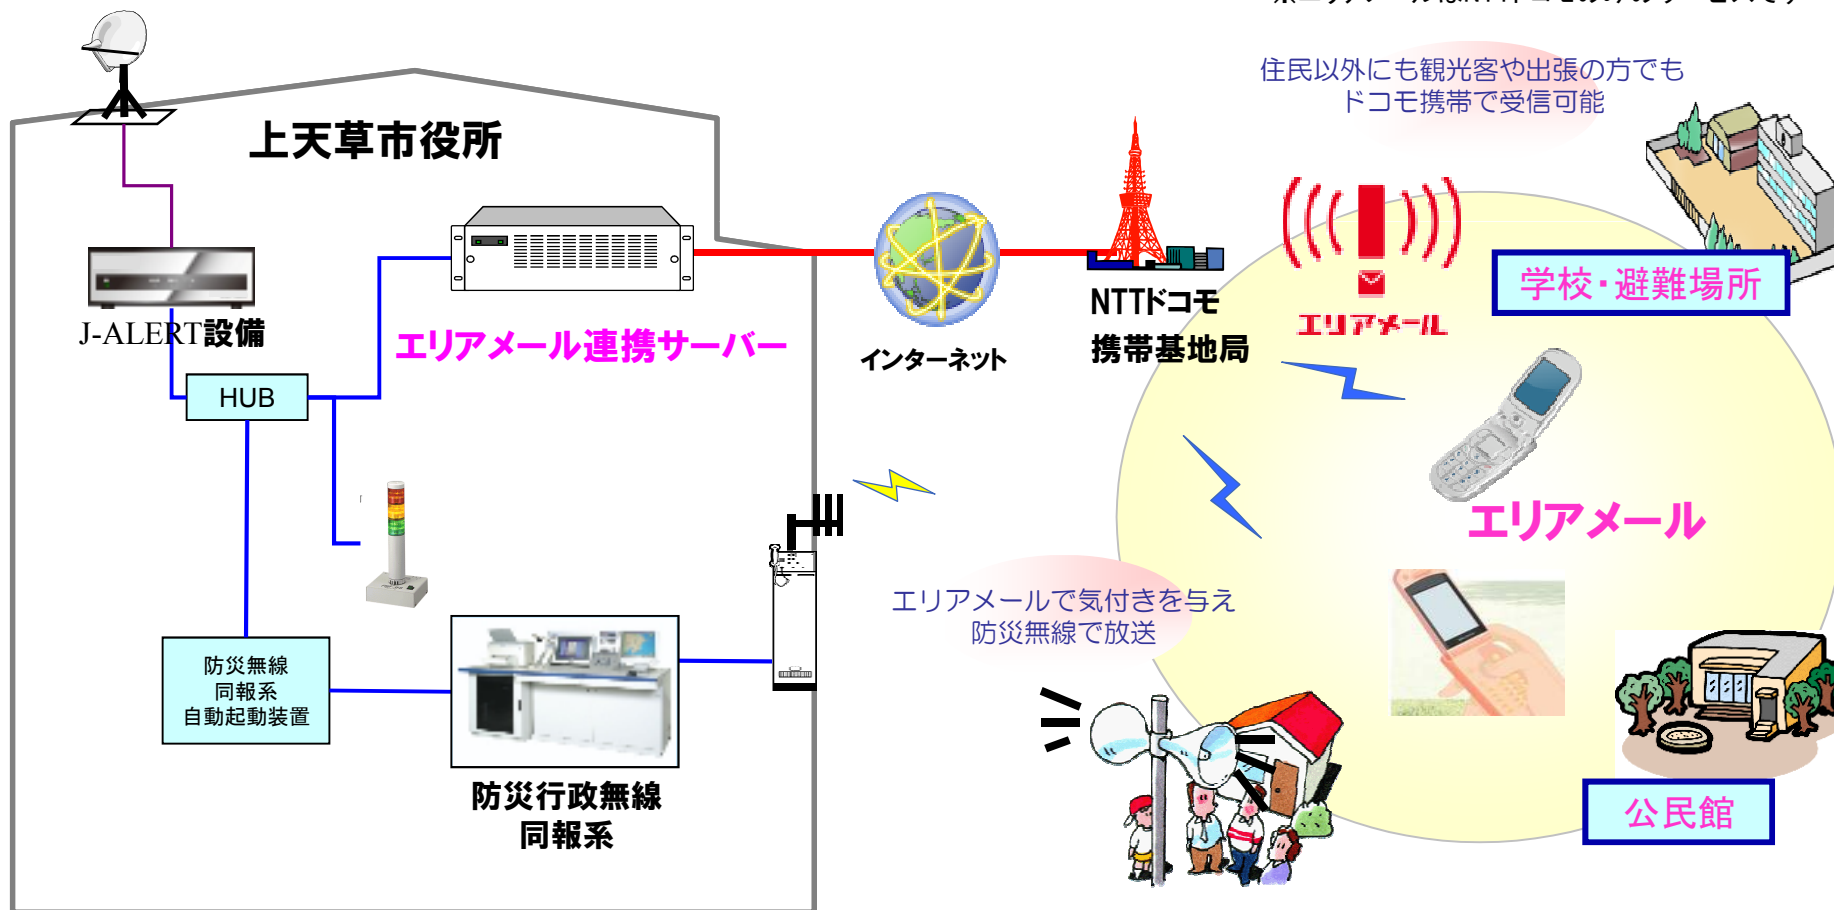 住民以外にも観光客や出張の方でも
ドコモ携帯で受信可能
上天草市役所
J-ALERT設備
エリアメール連携サーバー
インターネット
NTTドコモ
携帯基地局
エリアメール
学校・避難場所
HUB
エリアメール
エリアメールで気付きを与え
防災無線で放送
防災無線
同報系
自動起動装置
防災行政無線
同報系
公民館